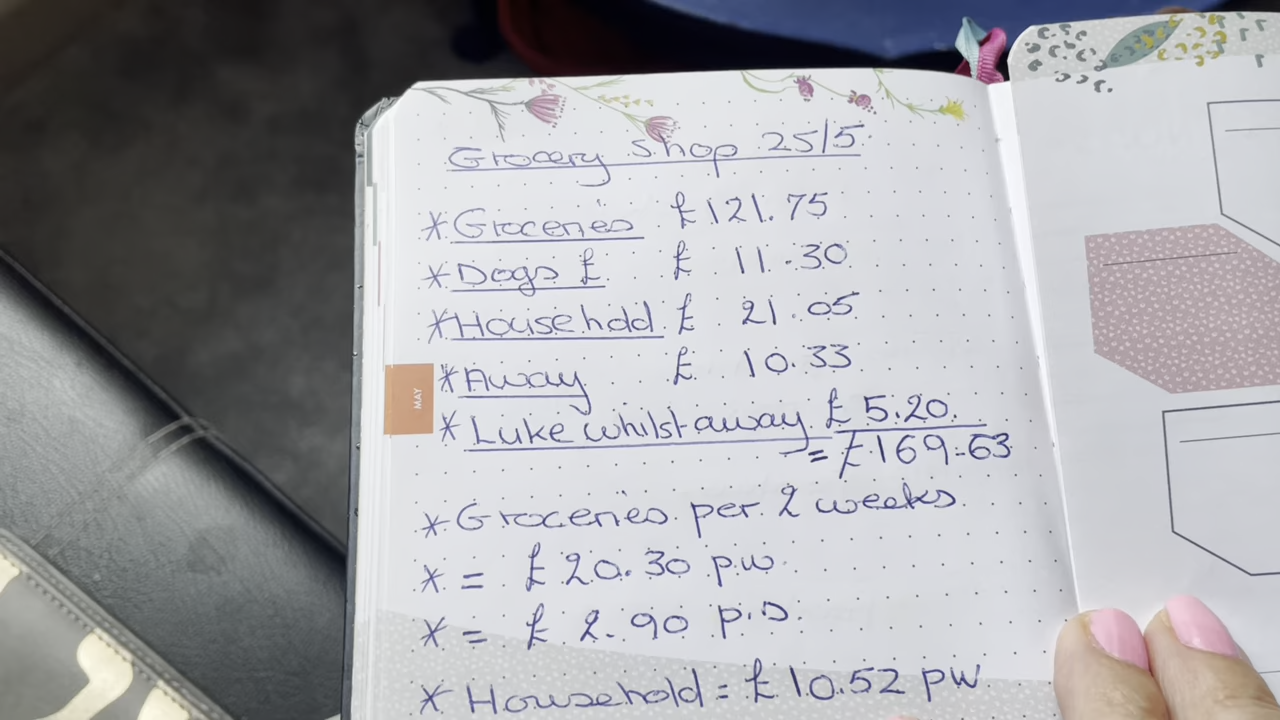 Grocery shop 25/5
* Groceries £121.75
* Dogs £ £ 11.30
* Household £ 21.05
* Away £ 10.33
MAY
* Luke whilst away £ 5.20
= £169.63
* Groceries per 2 weeks
* = £20.30 pw
* = £ 2.90 p.p.
* Household = £10.52 pw